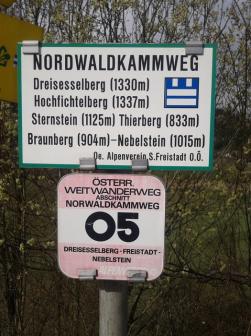 NORDWALDKAMMWEG
Dreisesselberg (1330m)
Hochfichtelberg (1337m)
Sternstein (1125m) Thierberg (833m)
Braunberg (904m)-Nebelstein (1015m)
Oe. Alpenverein S. Freistadt O.Ö.
ÖSTERR.
WEITWANDERWEG
ABSCHNITT
NORWALDKAMMWEG
05
DREISESSELBERG-FREISTADT-
NEBELSTEIN